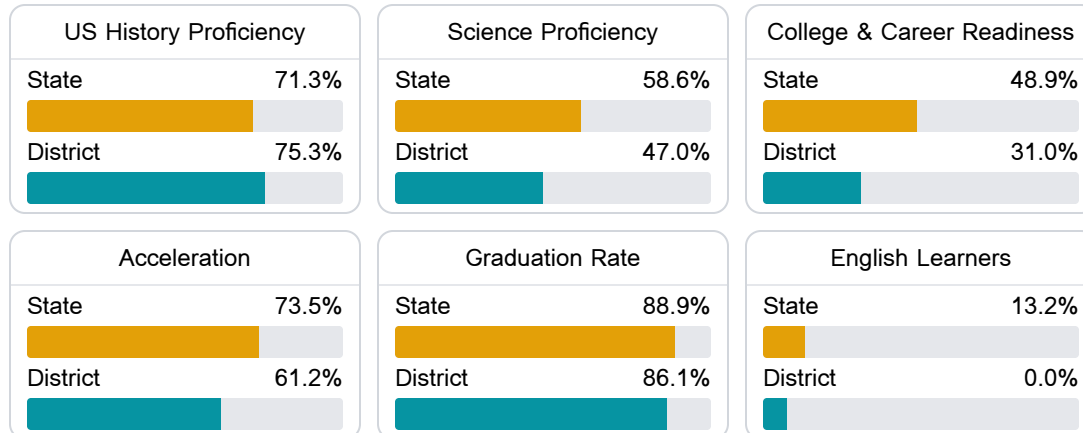 US History Proficiency
State 71.3%
District 75.3%
Science Proficiency
State 58.6%
District 47.0%
College & Career Readiness
State 48.9%
District 31.0%
Acceleration
State 73.5%
District 61.2%
Graduation Rate
State 88.9%
District 86.1%
English Learners
State 13.2%
District 0.0%